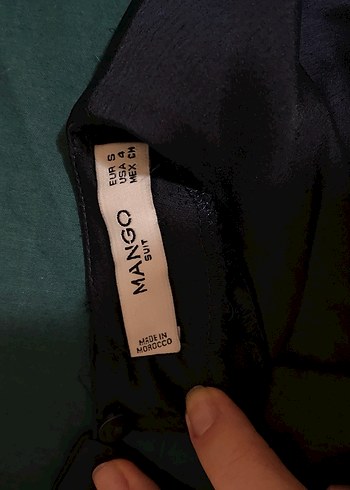 EUR S
USA 4
MEX CH
MANGO
SUIT
MADE IN
MOROCCO